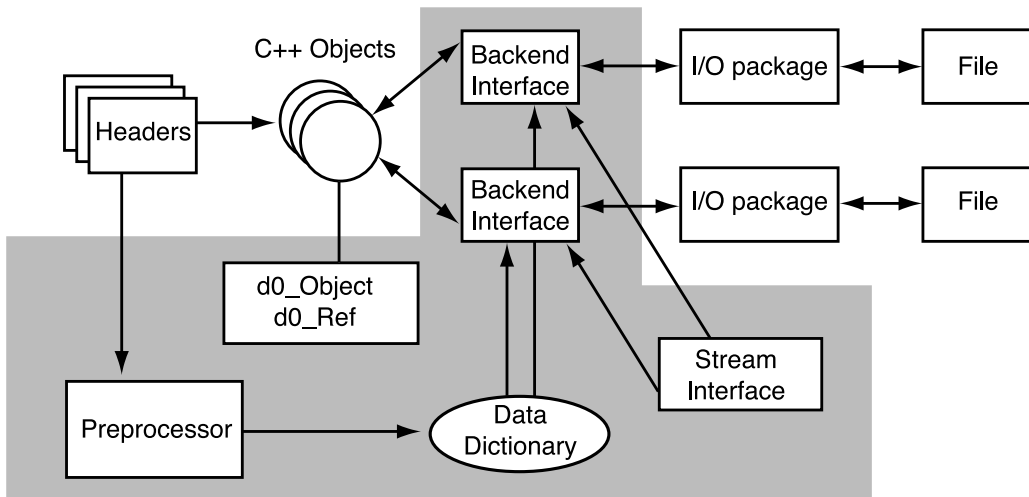 C++ Objects
Backend
Interface
I/O package
File
Headers
Backend
Interface
I/O package
File
d0_Object
d0_Ref
Stream
Interface
Preprocessor
Data
Dictionary